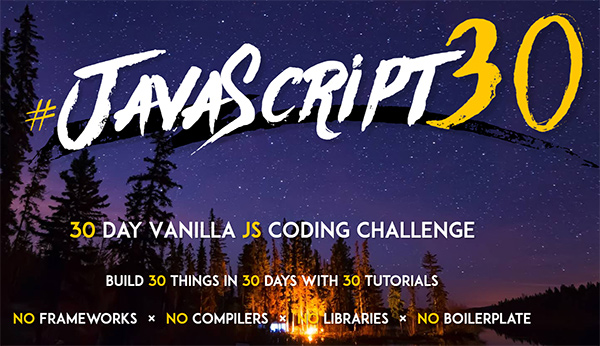 #JAVASCRIPT30
30 DAY VANILLA JS CODING CHALLENGE
BUILD 30 THINGS IN 30 DAYS WITH 30 TUTORIALS
NO FRAMEWORKS × NO COMPILERS × NO LIBRARIES × NO BOILERPLATE